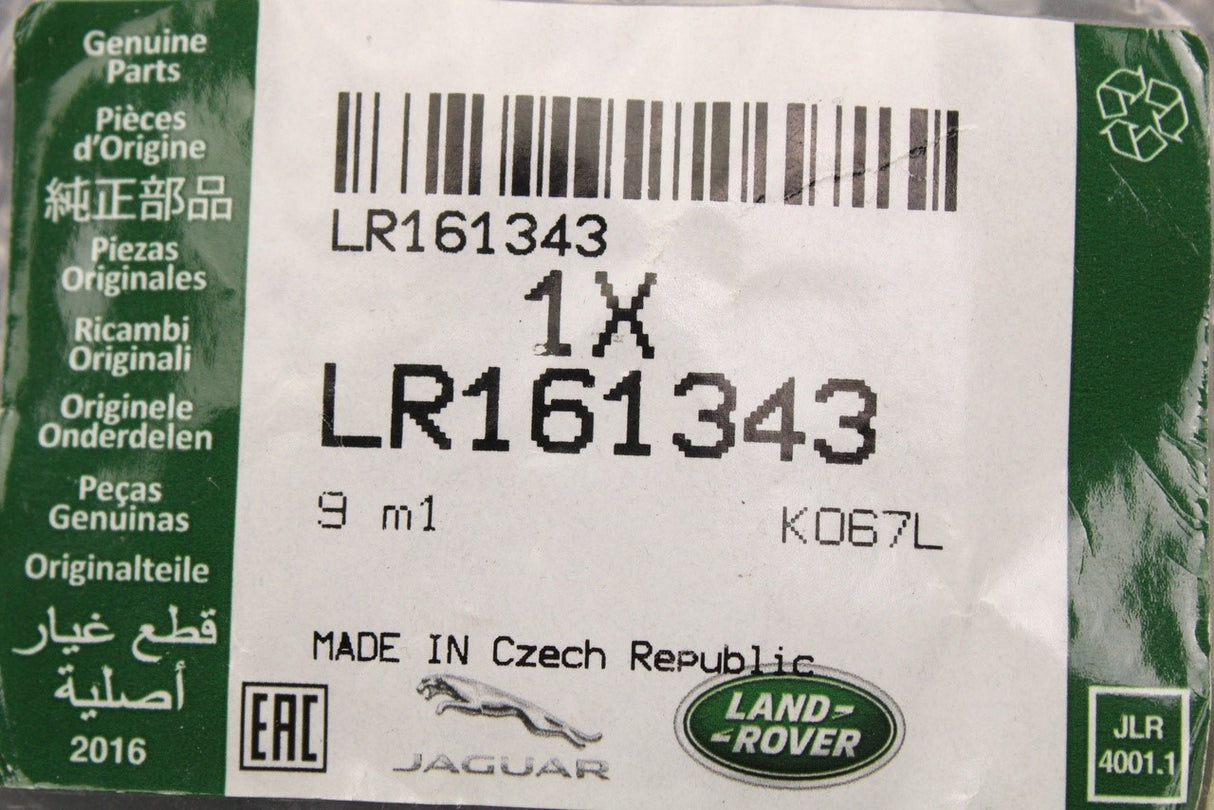 Genuine
Parts
Pièces
d'Origine
純正部品
Piezas
Originales
Ricambi
Originali
Originele
Onderdelen
Peças
Genuinas
Originalteile
قطع غيار
أصلية
2016
LR161343
1X
LR161343
9 m1
K067L
MADE IN Czech Republic
EAC
JAGUAR
LAND-
-ROVER
JLR
4001.1